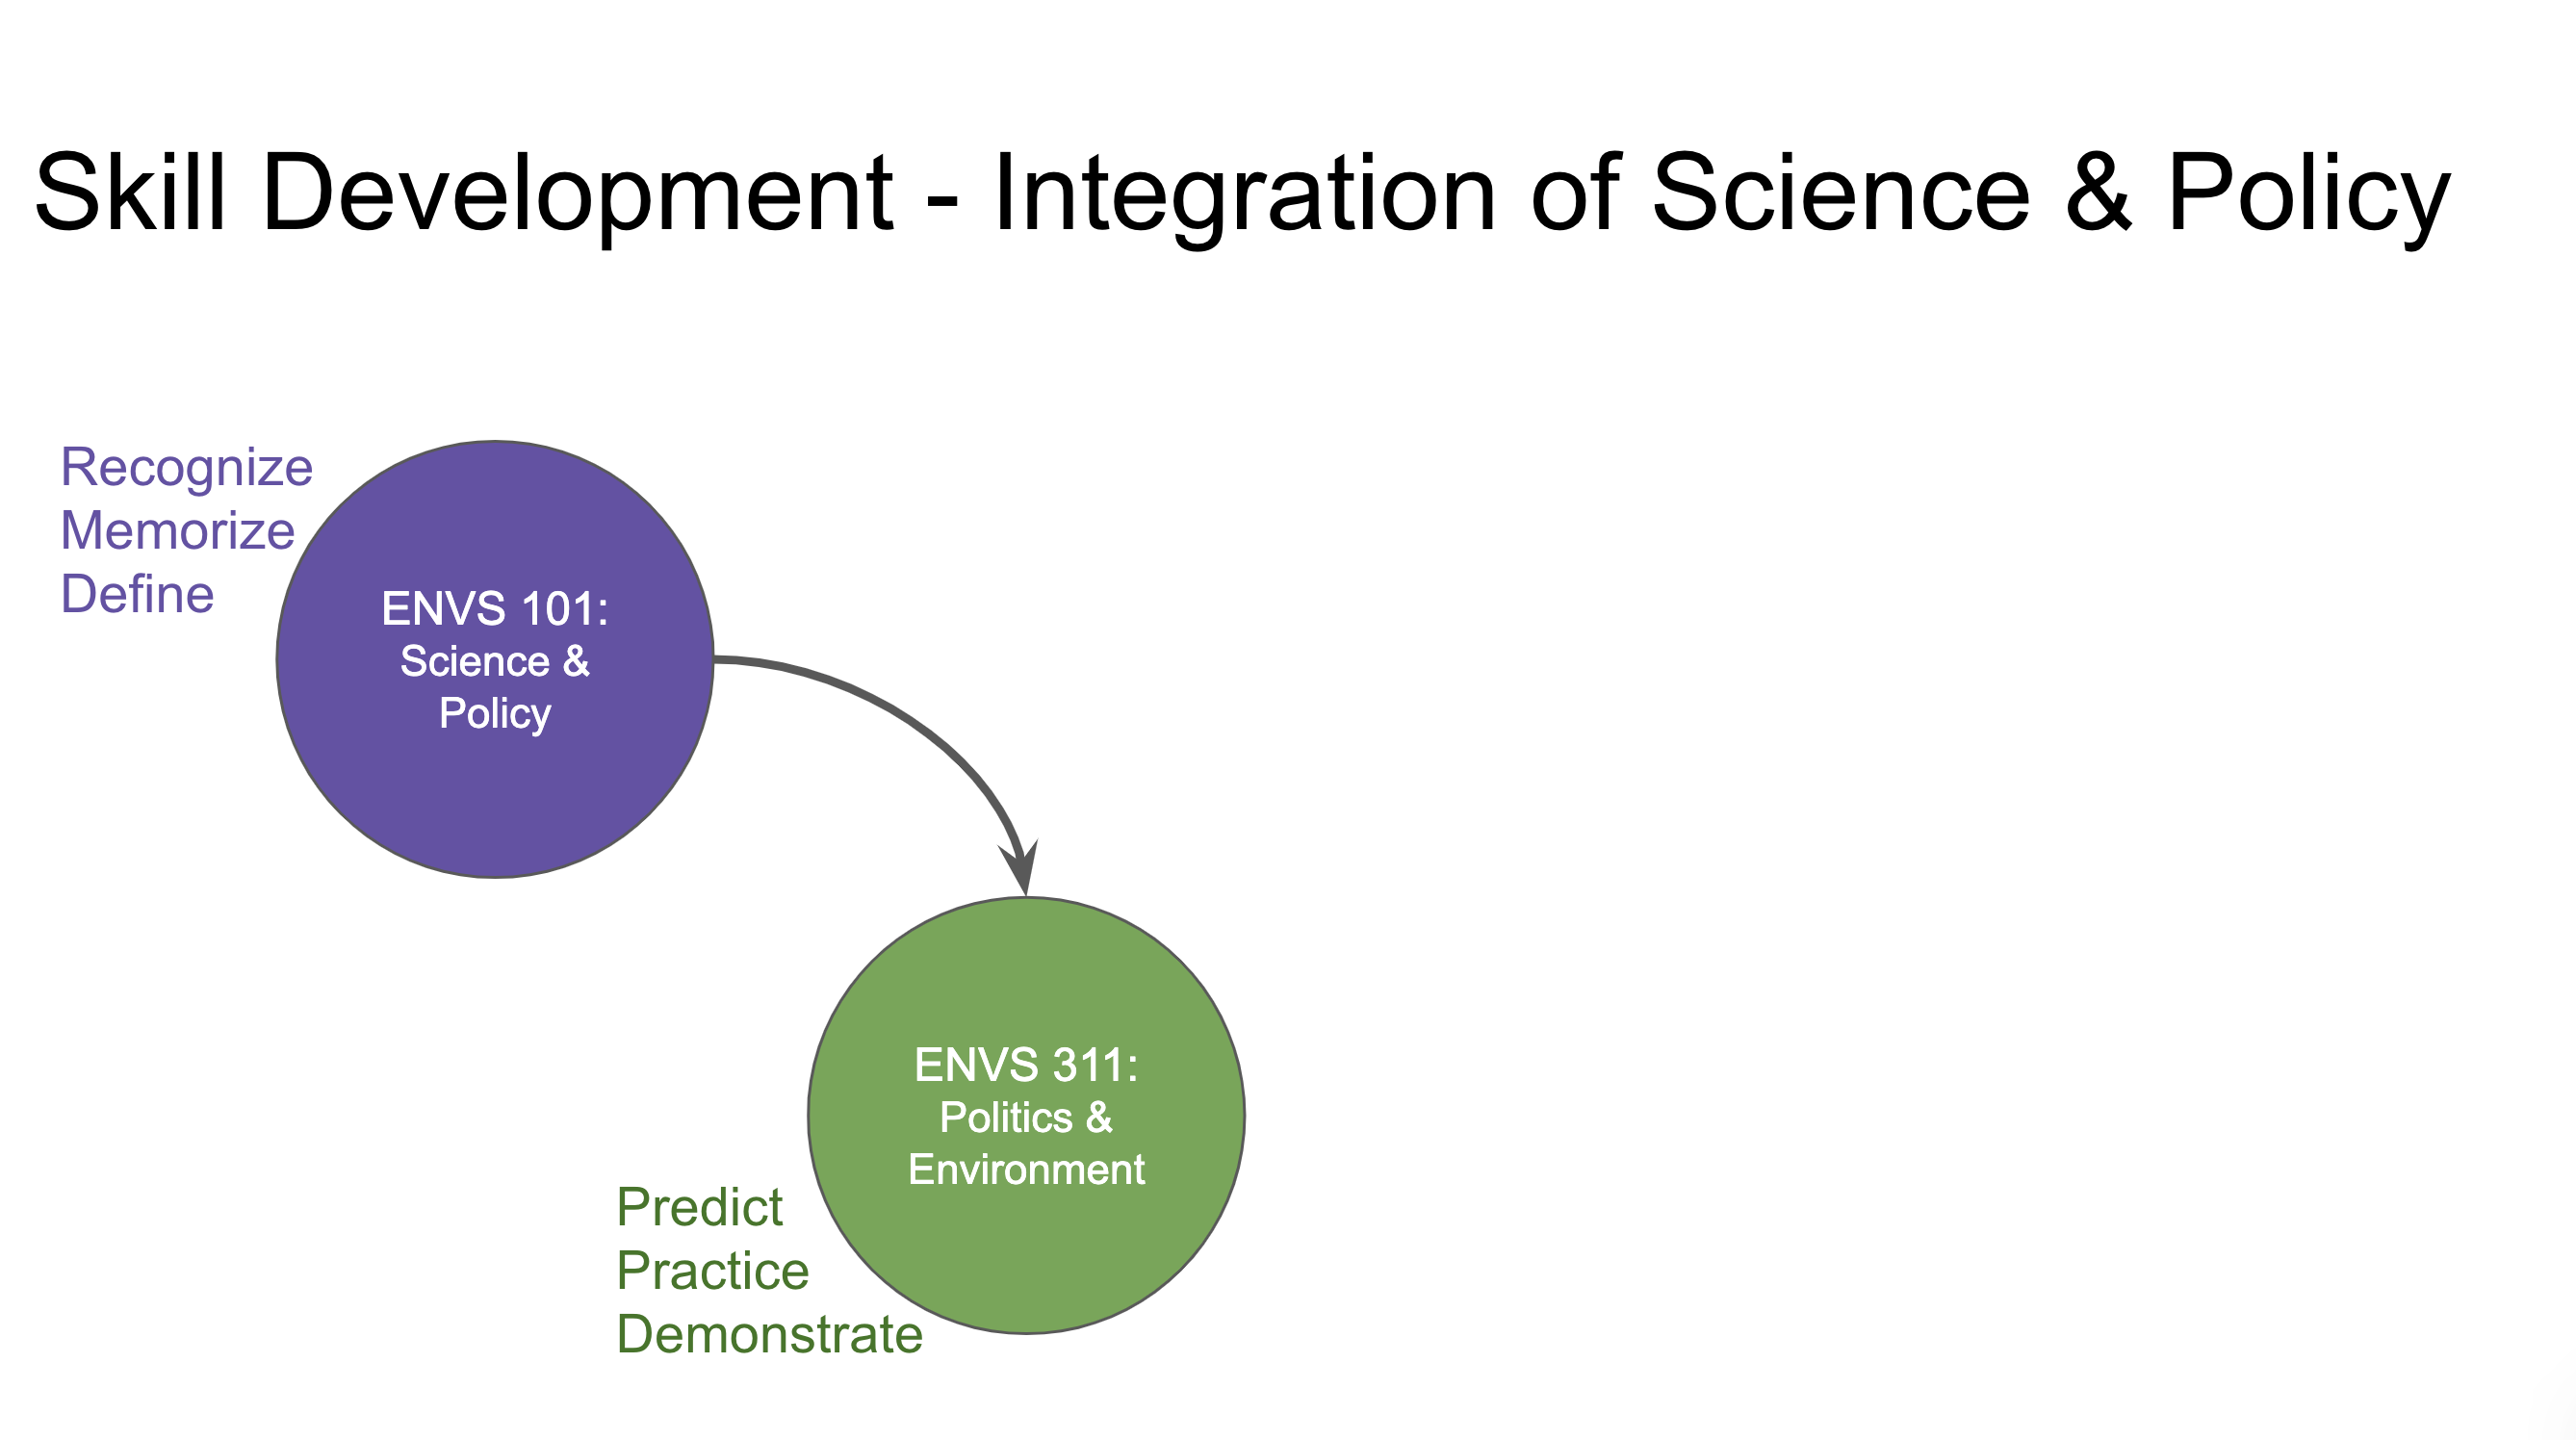 Skill Development - Integration of Science & Policy
Recognize
Memorize
Define
ENVS 101:
Science &
Policy
ENVS 311:
Politics &
Environment
Predict
Practice
Demonstrate